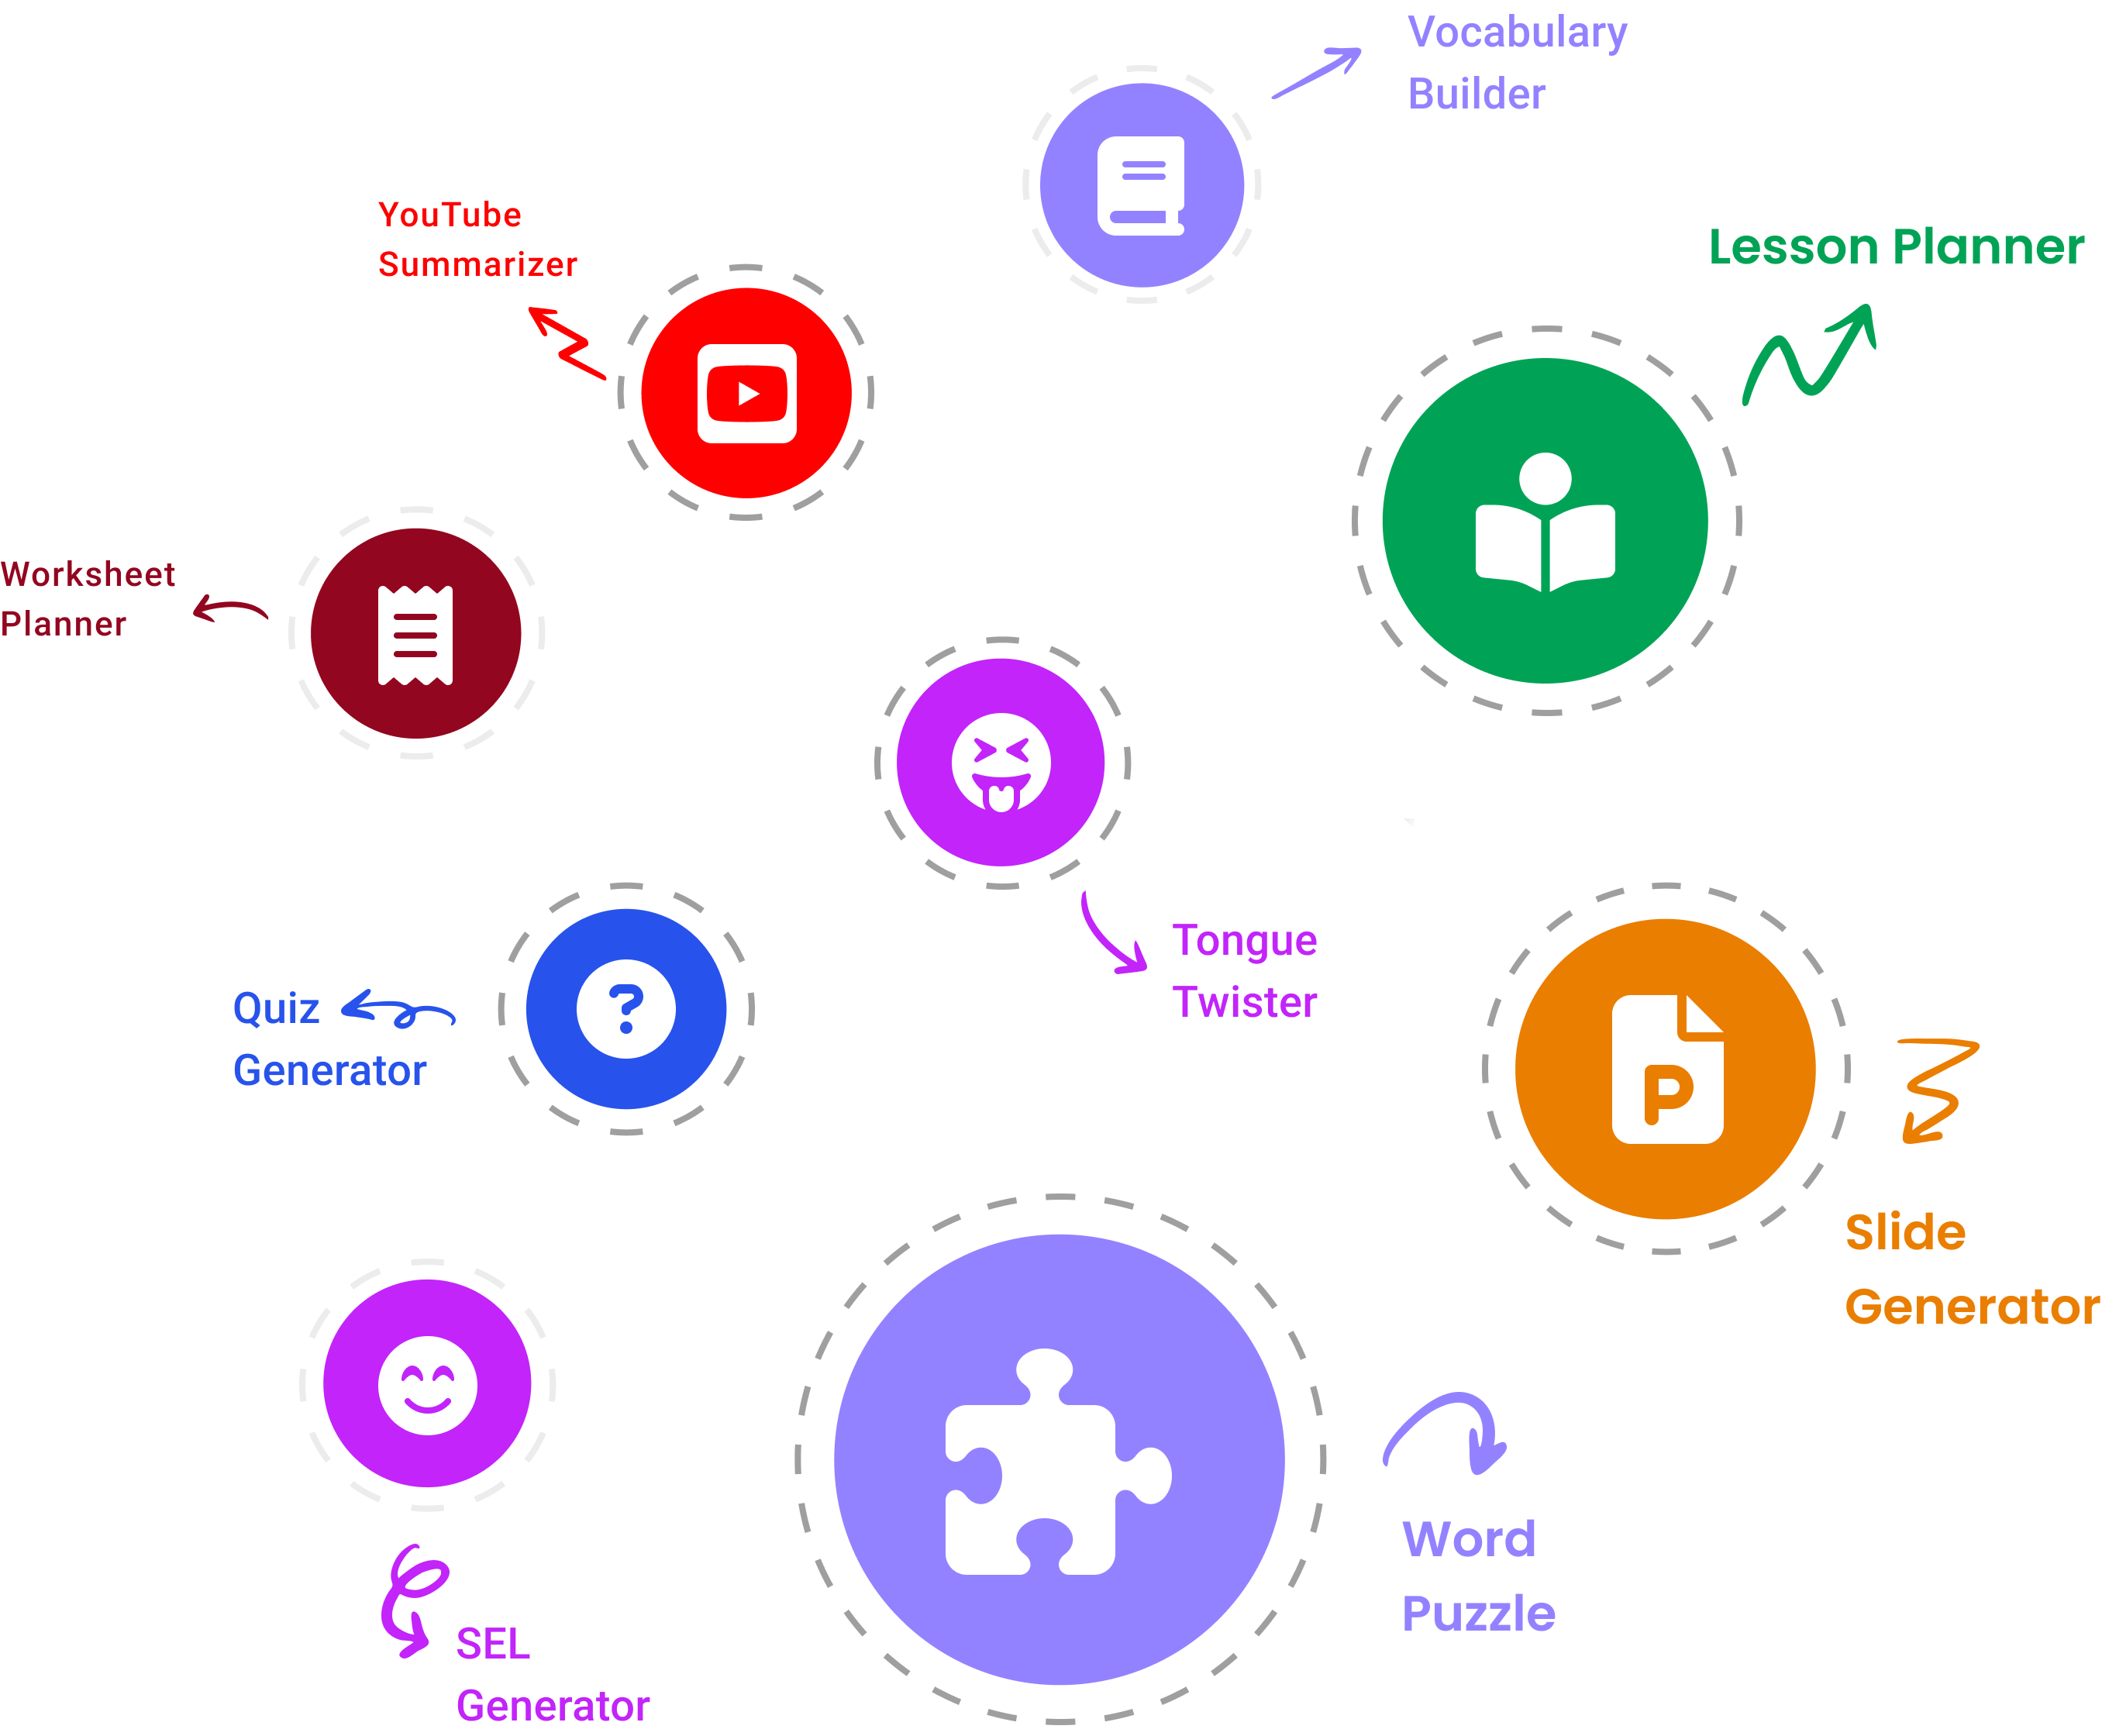 Vocabulary
Builder
YouTube
Summarizer
Lesson Planner
Worksheet
Planner
Tongue
Twister
Quiz
Generator
Slide
Generator
Word
Puzzle
SEL
Generator